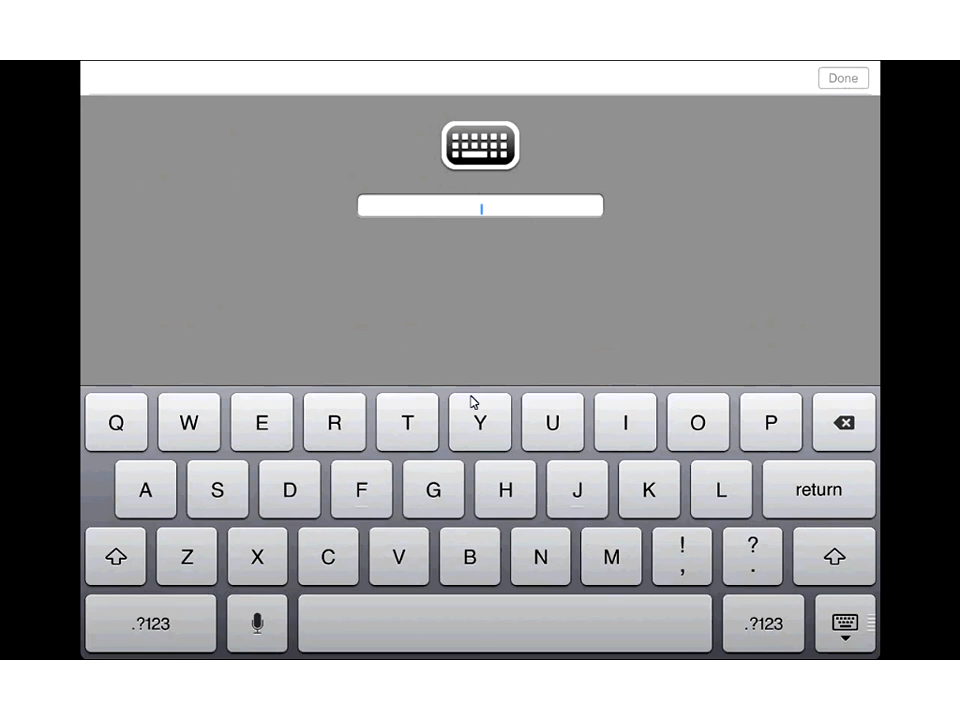 Done
Q W E R T Y U I O P
A S D F G H J K L return
Z X C V B N M ! , ? .
.?123 .?123